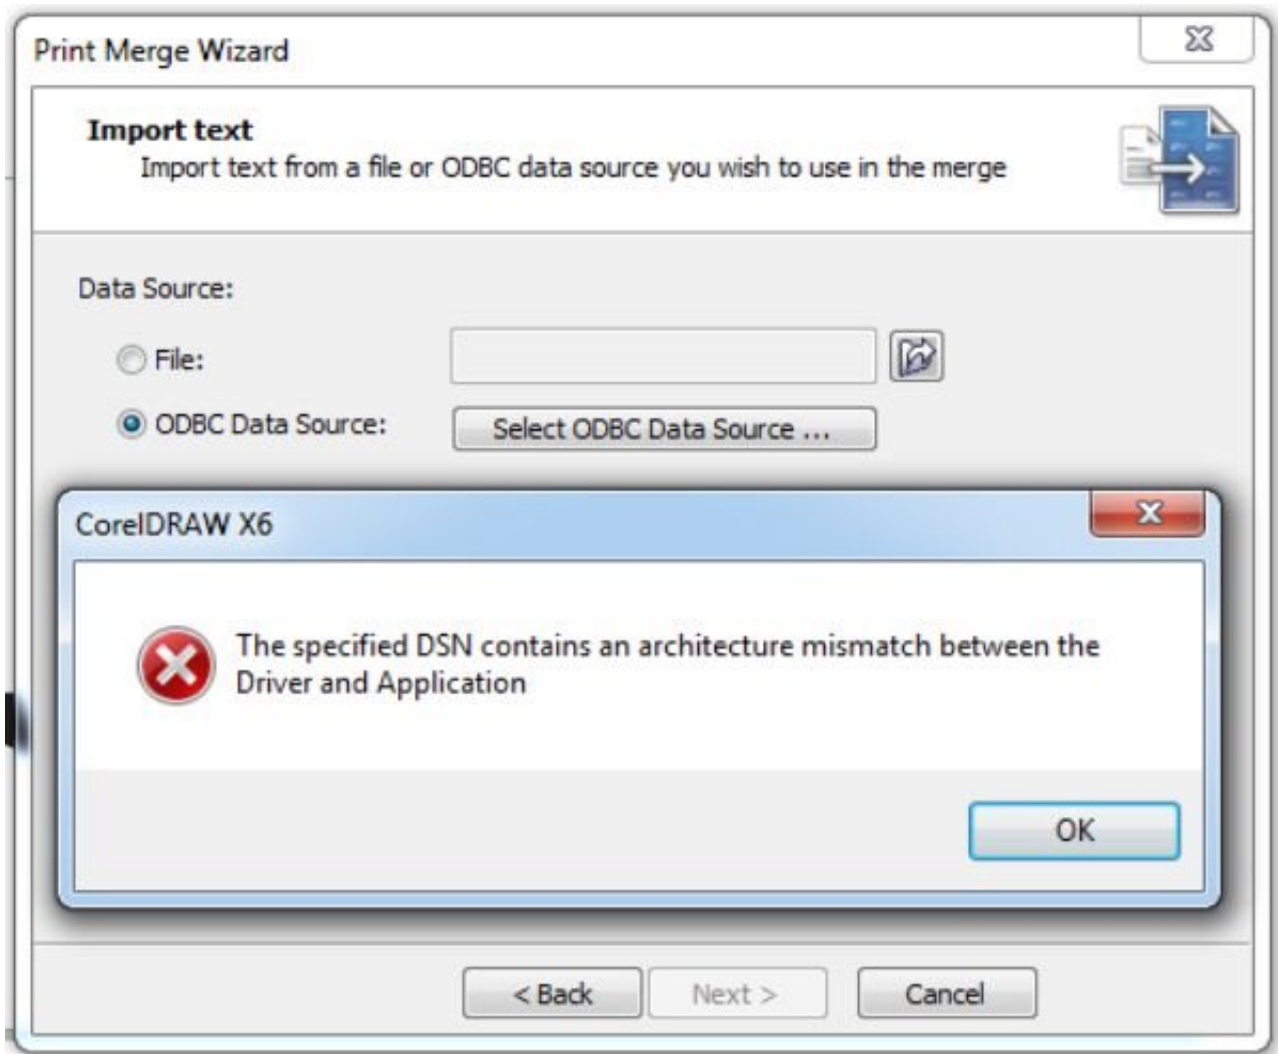 Print Merge Wizard
Import text
Import text from a file or ODBC data source you wish to use in the merge
Data Source:
File:
ODBC Data Source:
Select ODBC Data Source ...
CorelDRAW X6
The specified DSN contains an architecture mismatch between the
Driver and Application
OK
< Back
Next >
Cancel